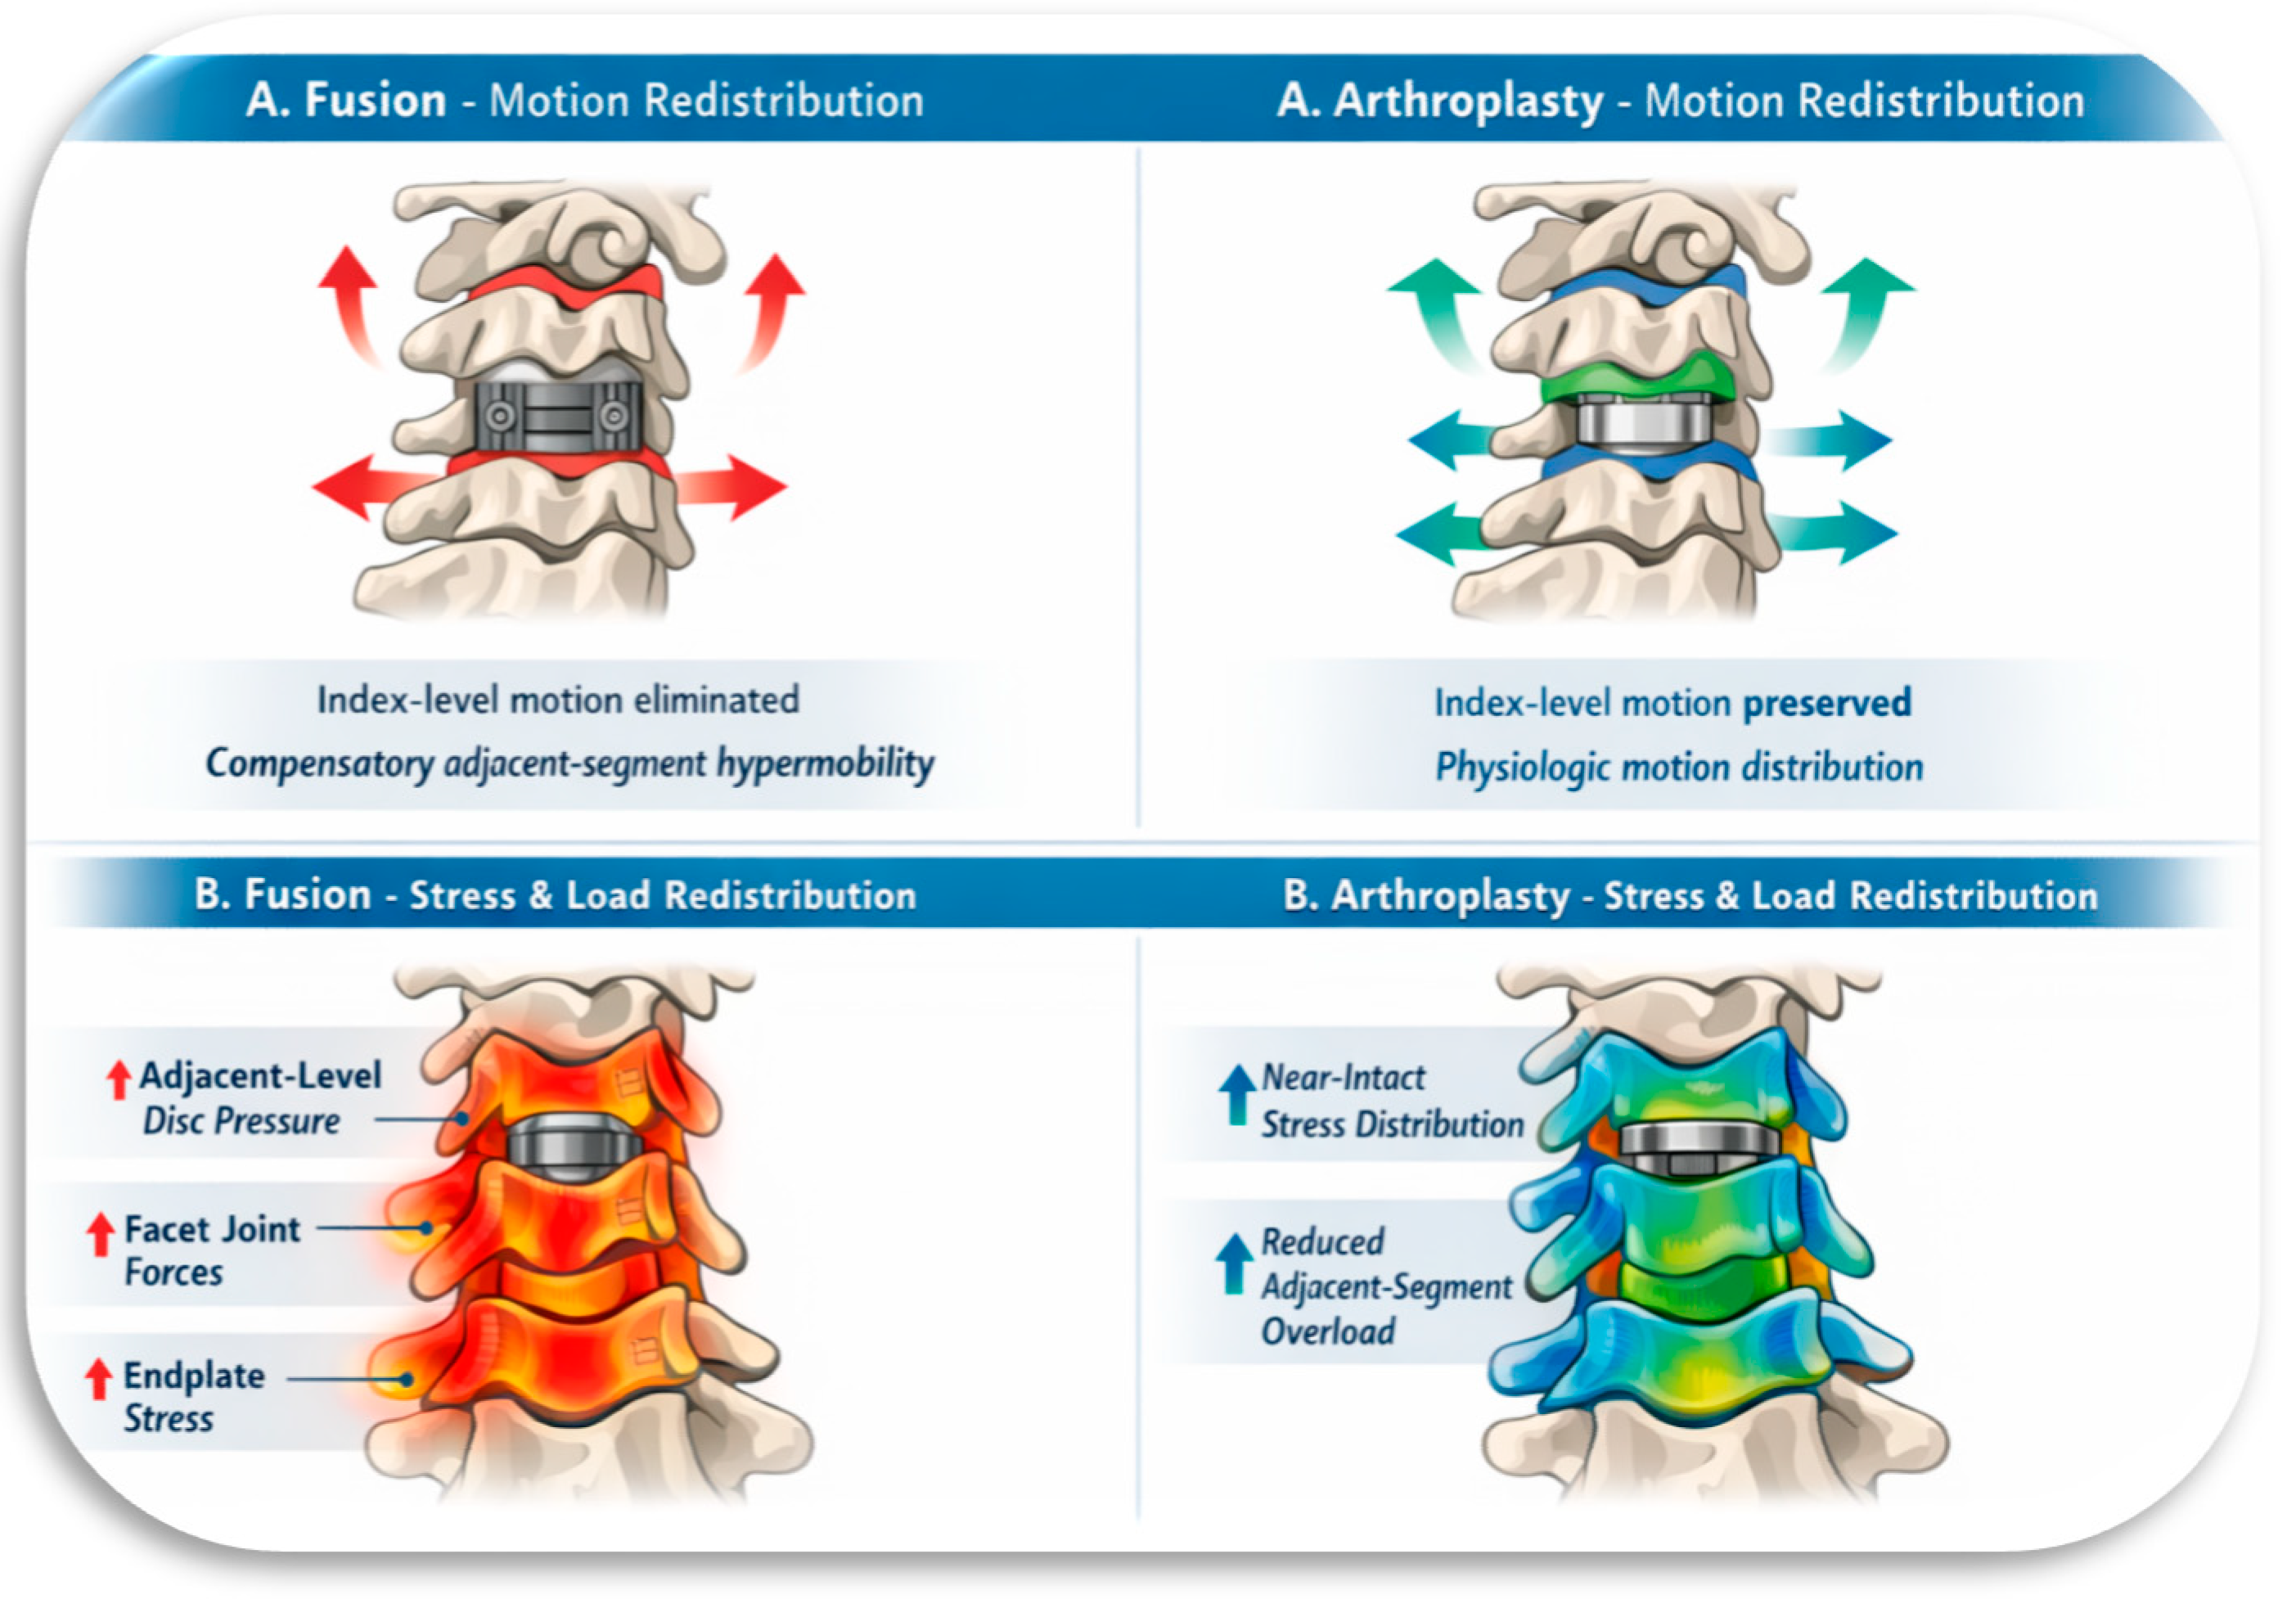 A. Fusion - Motion Redistribution
A. Arthroplasty - Motion Redistribution
Index-level motion eliminated
Compensatory adjacent-segment hypermobility
Index-level motion preserved
Physiologic motion distribution
B. Fusion - Stress & Load Redistribution
B. Arthroplasty - Stress & Load Redistribution
Adjacent-Level
Disc Pressure
Facet Joint
Forces
Endplate
Stress
Near-Intact
Stress Distribution
Reduced
Adjacent-Segment
Overload